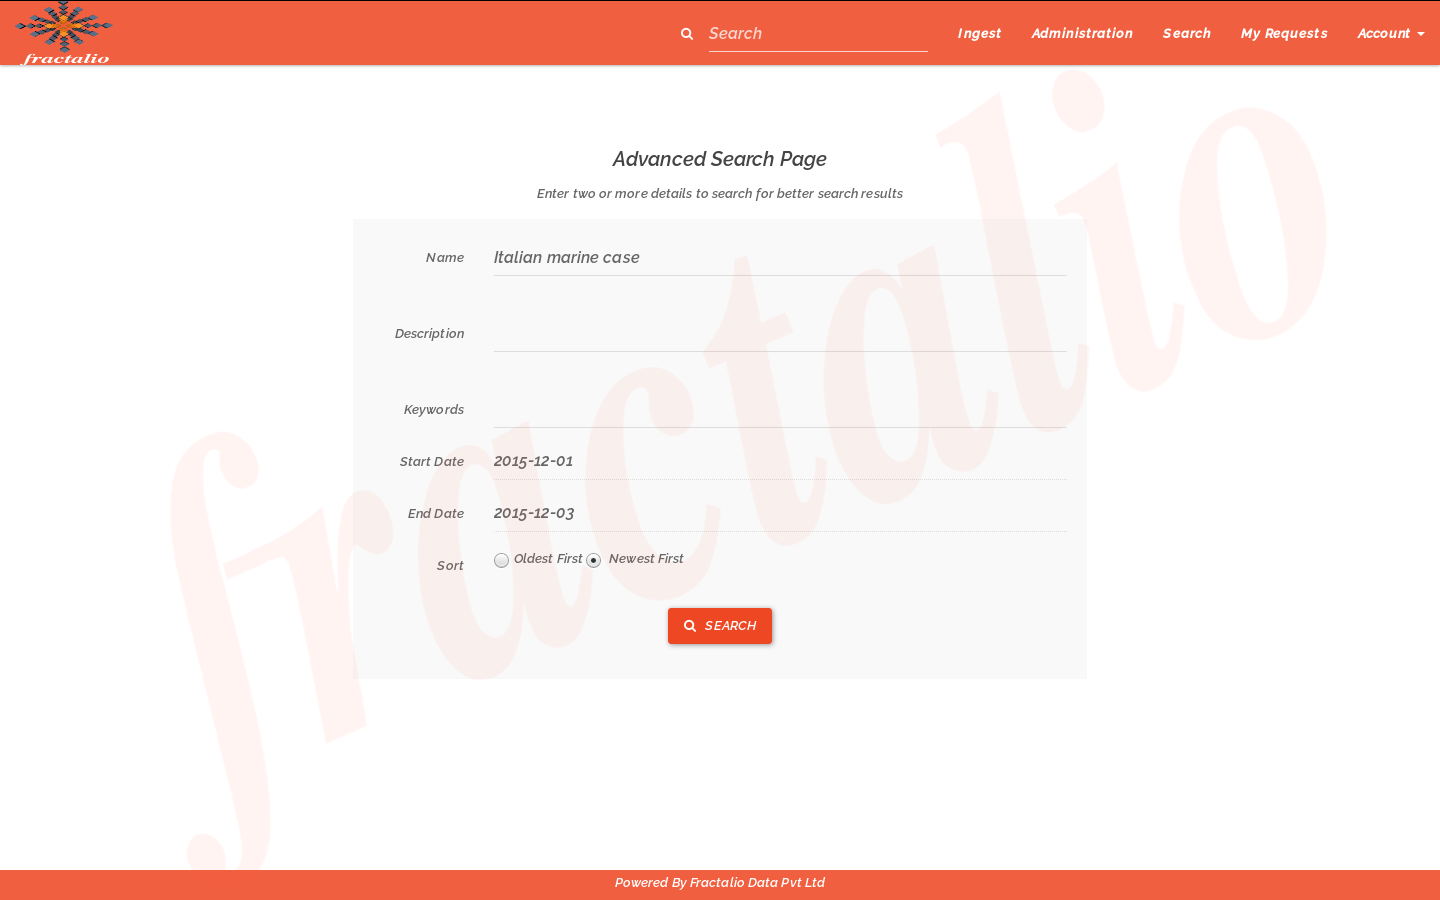 fractalio
Search
Ingest
Administration
Search
My Requests
Account
Advanced Search Page
Enter two or more details to search for better search results
Name
Italian marine case
Description
Keywords
Start Date
2015-12-01
End Date
2015-12-03
Sort
Oldest First
Newest First
SEARCH
fractalio
Powered By Fractalio Data Pvt Ltd